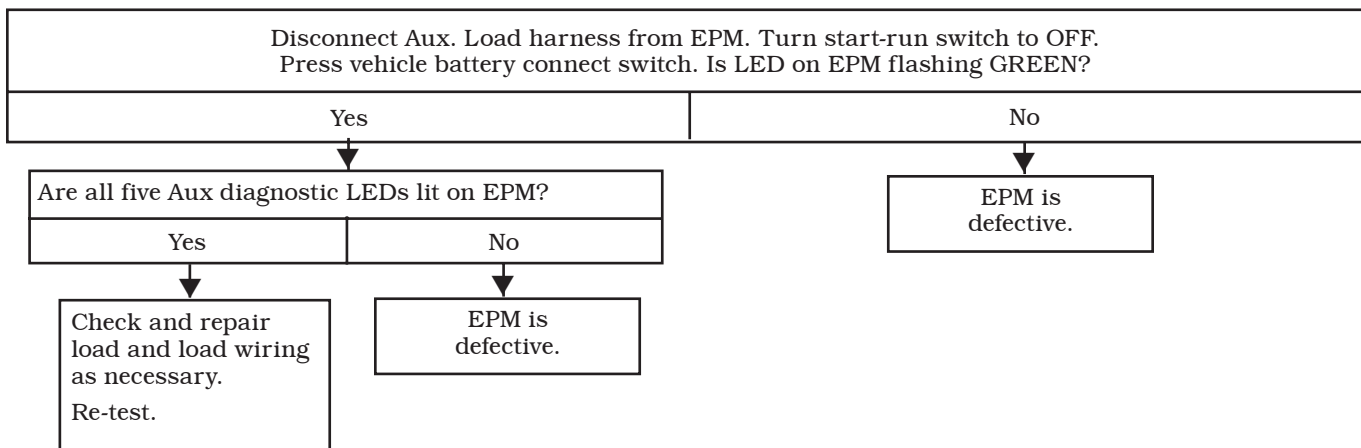 Disconnect Aux. Load harness from EPM. Turn start-run switch to OFF.
Press vehicle battery connect switch. Is LED on EPM flashing GREEN?
Yes
No
Are all five Aux diagnostic LEDs lit on EPM?
Yes
No
EPM is
defective.
Check and repair
load and load wiring
as necessary.
Re-test.
EPM is
defective.